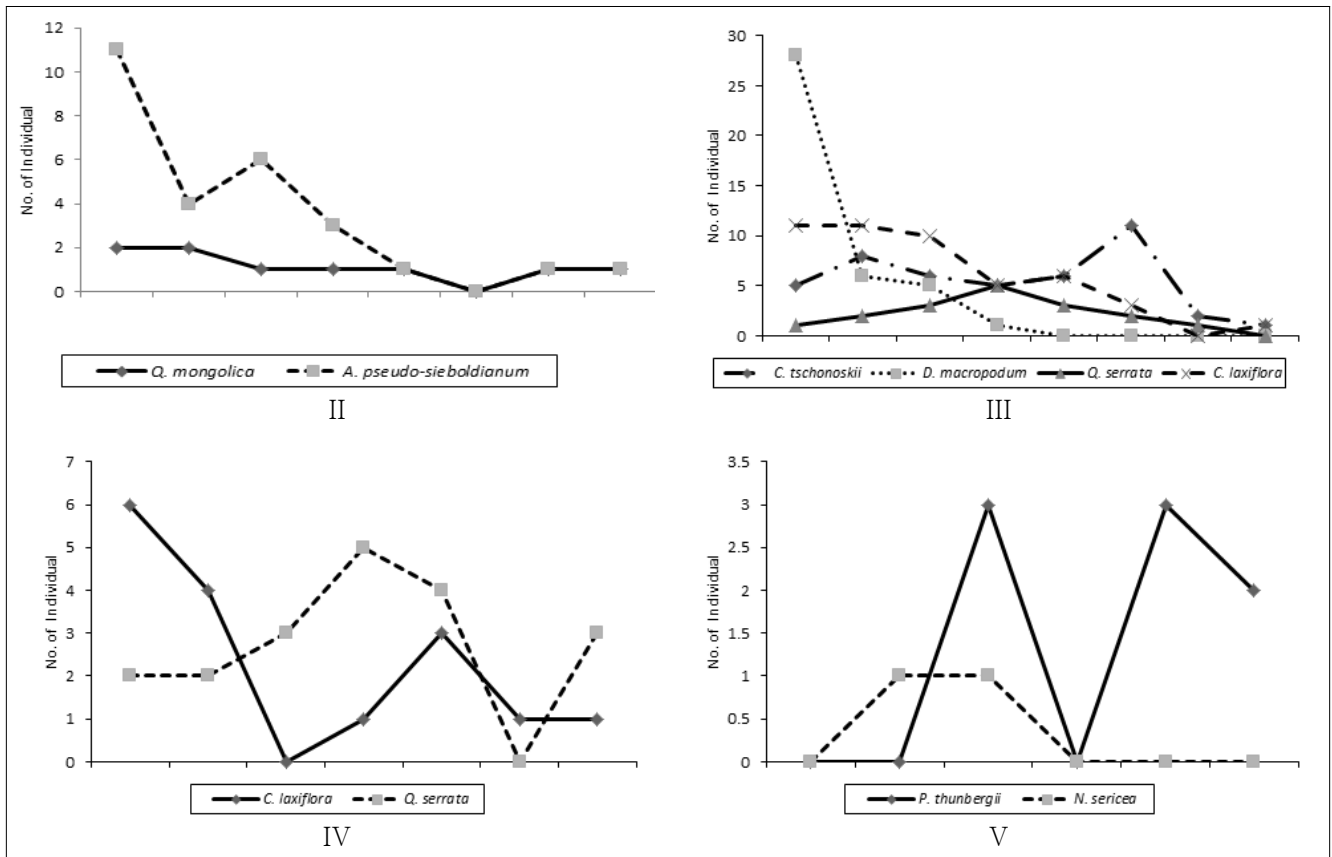 No. of Individual
12
10
8
6
4
2
0
Q. mongolica A. pseudo-sieboldianum
II
No. of Individual
30
25
20
15
10
5
0
C. tschonoskii D. macropodum Q. serrata C. laxiflora
III
No. of Individual
7
6
5
4
3
2
1
0
C. laxiflora Q. serrata
IV
No. of Individual
3.5
3
2.5
2
1.5
1
0.5
0
P. thunbergii N. sericea
V